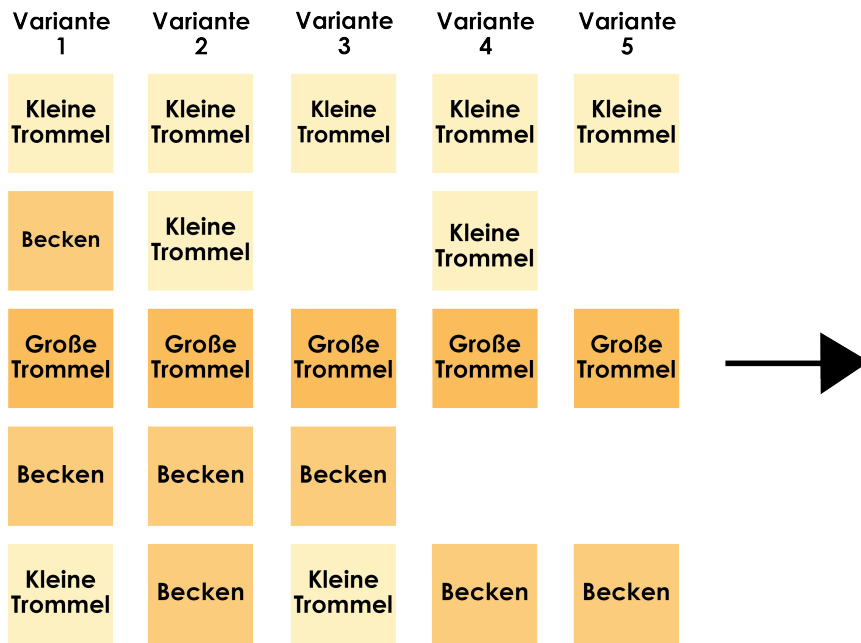 Variante Variante Variante Variante Variante
1 2 3 4 5
Kleine Kleine Kleine Kleine Kleine
Trommel Trommel Trommel Trommel Trommel
Becken Kleine Trommel Kleine Trommel
Große Große Große Große Große
Trommel Trommel Trommel Trommel Trommel
Becken Becken Becken
Kleine Trommel Becken Kleine Trommel Becken Becken